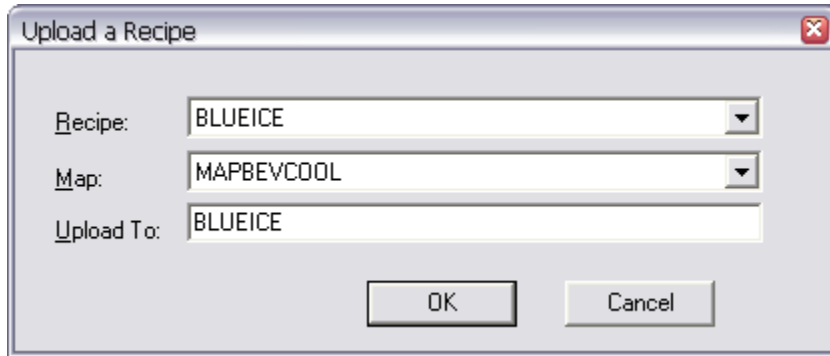 Upload a Recipe
Recipe: BLUEICE
Map: MAPBEVCOOL
Upload To: BLUEICE
OK Cancel